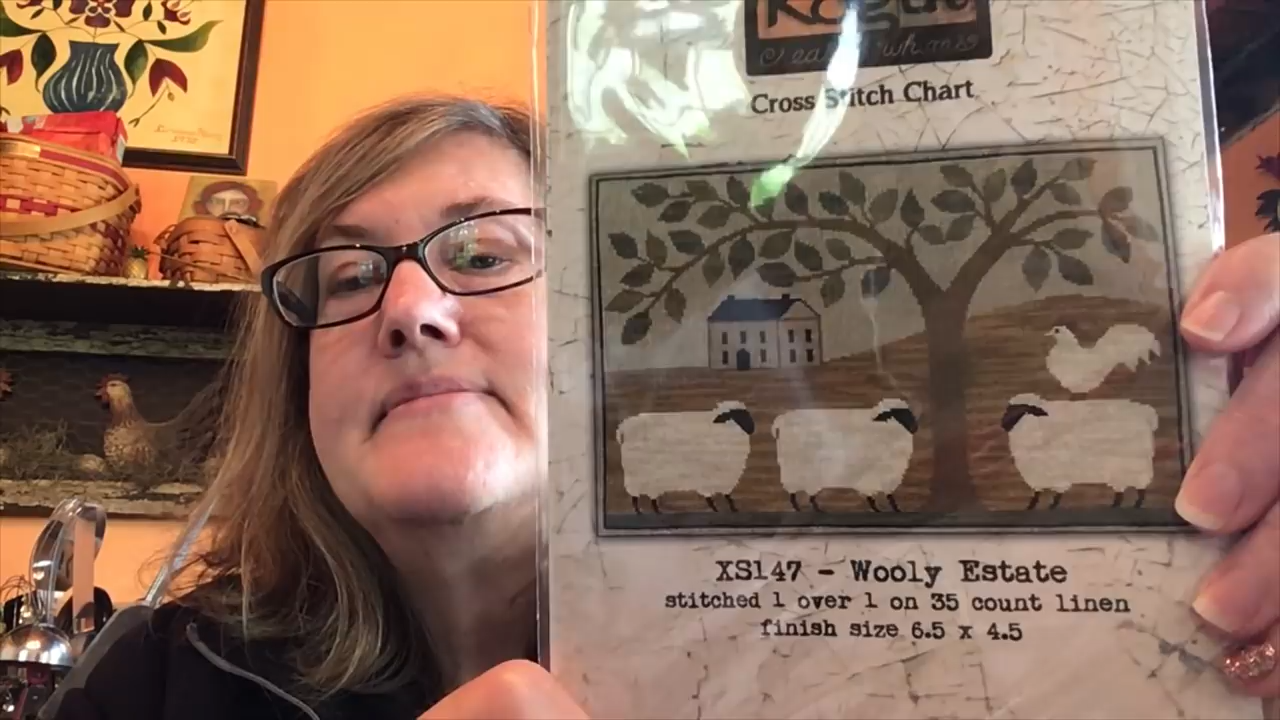 Cross Stitch Chart
XS147 - Wooly Estate
stitched 1 over 1 on 35 count linen
finish size 6.5 x 4.5